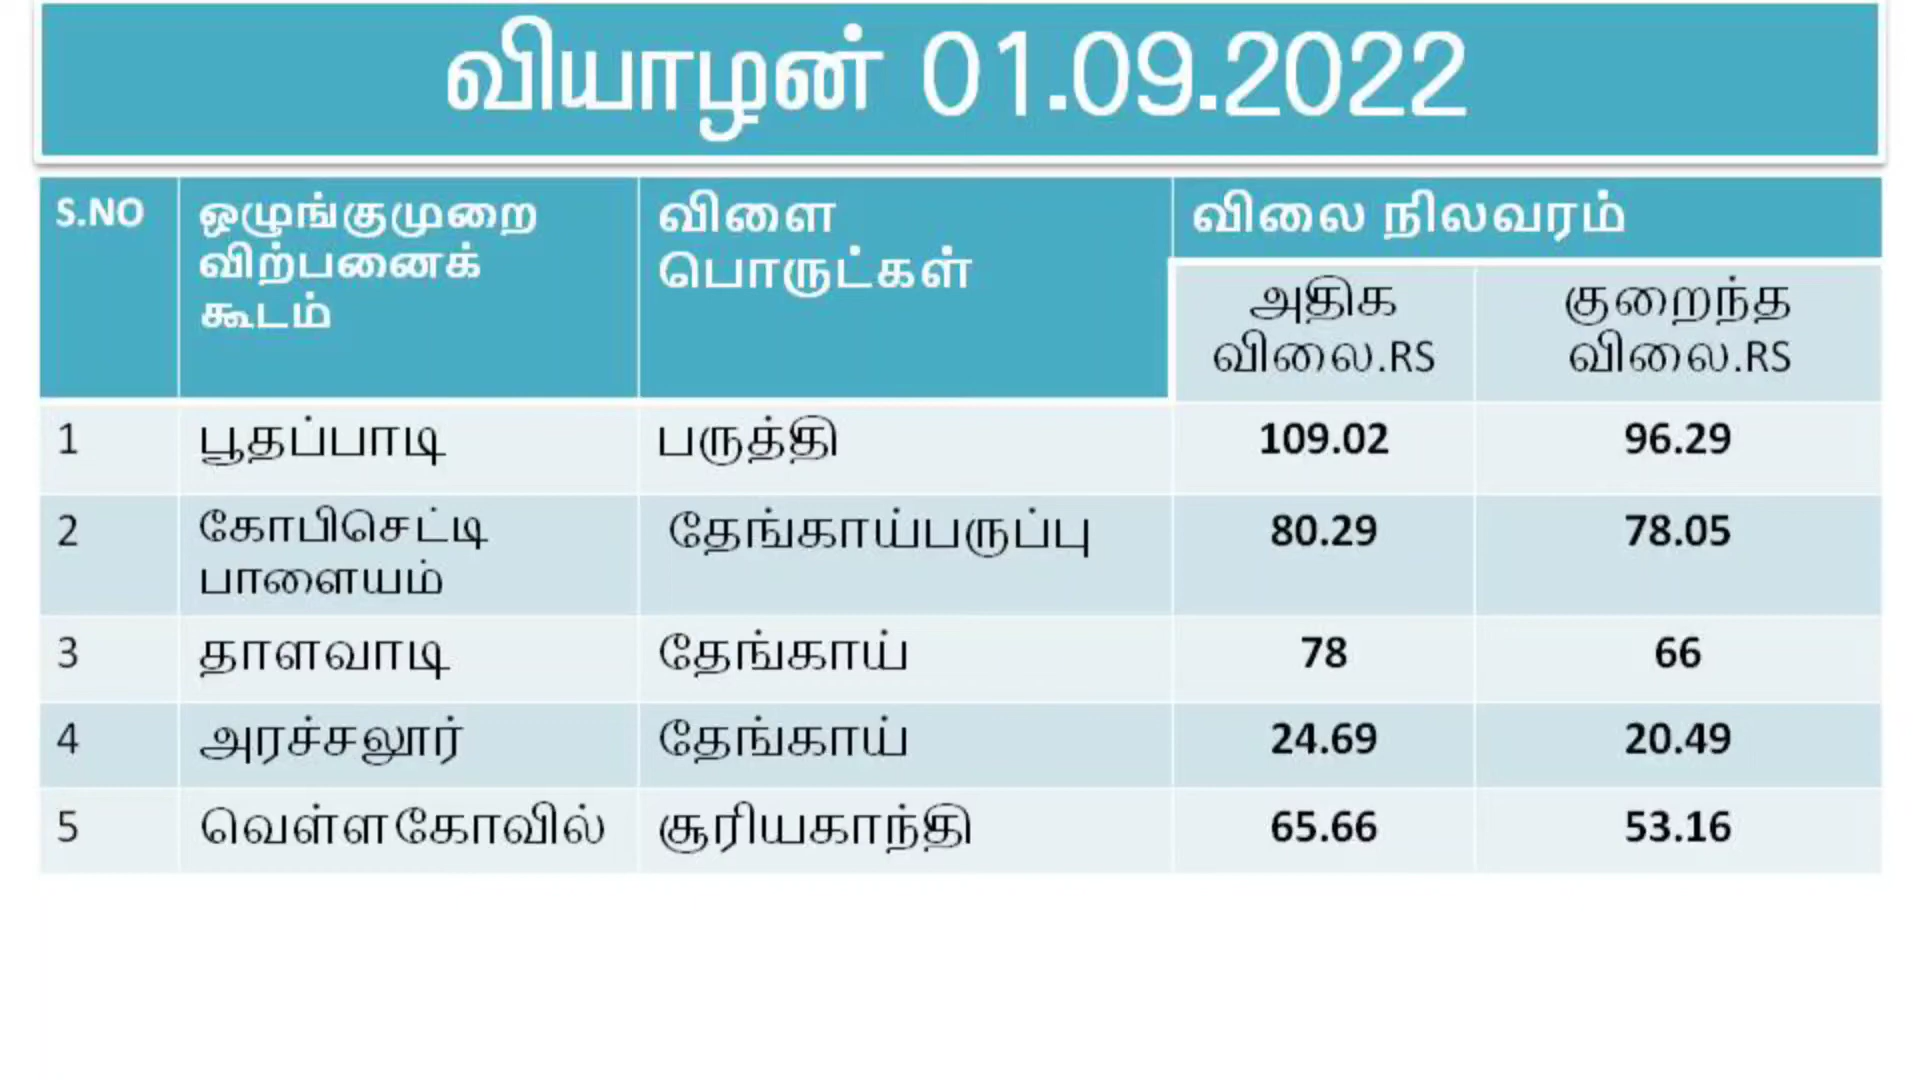 வியாழன் 01.09.2022
S.NO ஒழுங்குமுறை விளை விலை நிலவரம்
விற்பனைக் பொருட்கள்
கூடம்
அதிக குறைந்த
விலை.RS விலை.RS
1 பூதப்பாடி பருத்தி 109.02 96.29
2 கோபிசெட்டி தேங்காய்பருப்பு 80.29 78.05
பாளையம்
3 தாளவாடி தேங்காய் 78 66
4 அரச்சலூர் தேங்காய் 24.69 20.49
5 வெள்ளகோவில் சூரியகாந்தி 65.66 53.16